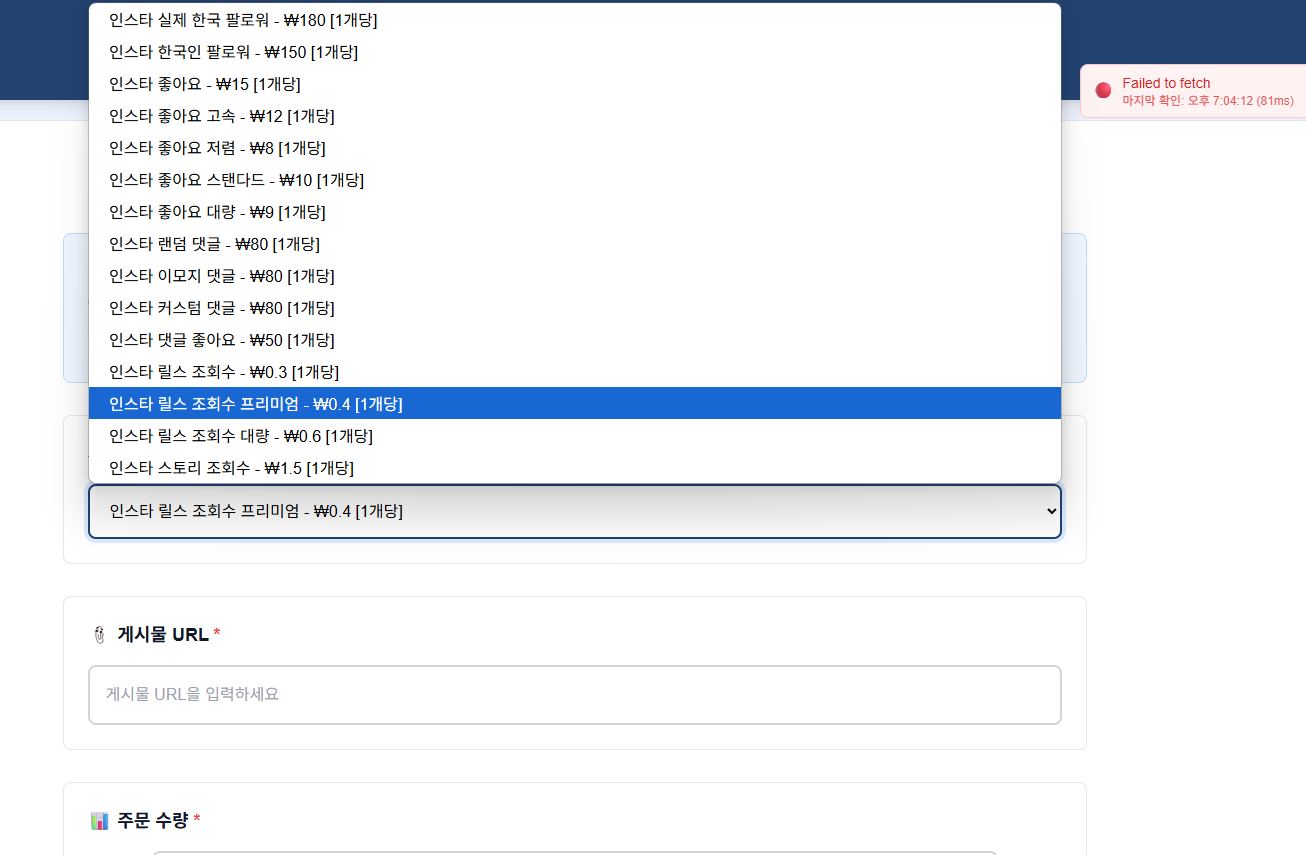 인스타 실제 한국 팔로워 - ₩180 [1개당]
인스타 한국인 팔로워 - ₩150 [1개당]
인스타 좋아요 - ₩15 [1개당]
인스타 좋아요 고속 - ₩12 [1개당]
인스타 좋아요 저렴 - ₩8 [1개당]
인스타 좋아요 스탠다드 - ₩10 [1개당]
인스타 좋아요 대량 - ₩9 [1개당]
인스타 랜덤 댓글 - ₩80 [1개당]
인스타 이모지 댓글 - ₩80 [1개당]
인스타 커스텀 댓글 - ₩80 [1개당]
인스타 댓글 좋아요 - ₩50 [1개당]
인스타 릴스 조회수 - ₩0.3 [1개당]
인스타 릴스 조회수 프리미엄 - ₩0.4 [1개당]
인스타 릴스 조회수 대량 - ₩0.6 [1개당]
인스타 스토리 조회수 - ₩1.5 [1개당]
인스타 릴스 조회수 프리미엄 - ₩0.4 [1개당]
Failed to fetch
마지막 확인: 오후 7:04:12 (81ms)
게시물 URL *
게시물 URL을 입력하세요
주문 수량 *